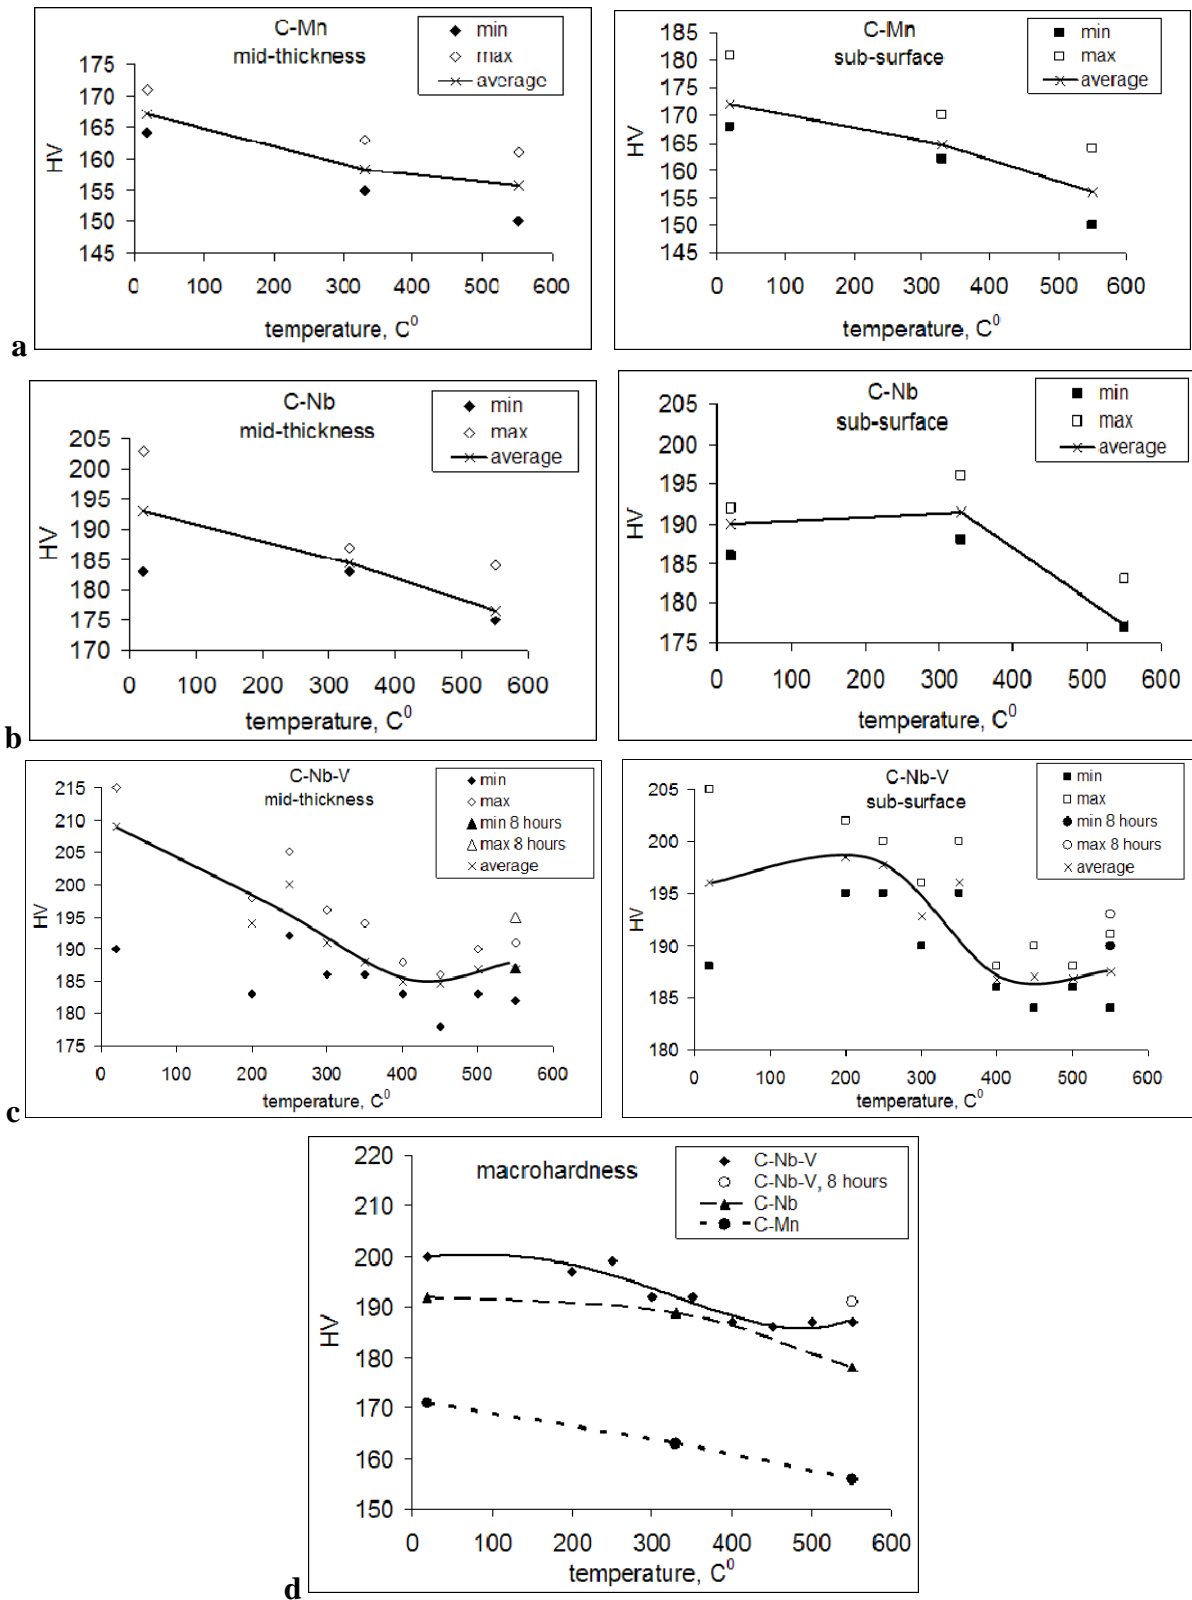 C-Mn
mid-thickness
min
max
average
175
170
165
160
155
150
145
HV
0 100 200 300 400 500 600
temperature, C⁰
C-Mn
sub-surface
min
max
average
185
180
175
170
165
160
155
150
145
HV
0 100 200 300 400 500 600
temperature, C⁰
a
C-Nb
mid-thickness
min
max
average
205
200
195
190
185
180
175
170
HV
0 100 200 300 400 500 600
temperature, C⁰
C-Nb
sub-surface
min
max
average
205
200
195
190
185
180
175
HV
0 100 200 300 400 500 600
temperature, C⁰
b
C-Nb-V
mid-thickness
min
max
min 8 hours
max 8 hours
average
215
210
205
200
195
190
185
180
175
HV
0 100 200 300 400 500 600
temperature, C⁰
C-Nb-V
sub-surface
min
max
min 8 hours
max 8 hours
average
205
200
195
190
185
180
HV
0 100 200 300 400 500 600
temperature, C⁰
c
macrohardness
C-Nb-V
C-Nb-V, 8 hours
C-Nb
C-Mn
220
210
200
190
180
170
160
150
HV
0 100 200 300 400 500 600
temperature, C⁰
d